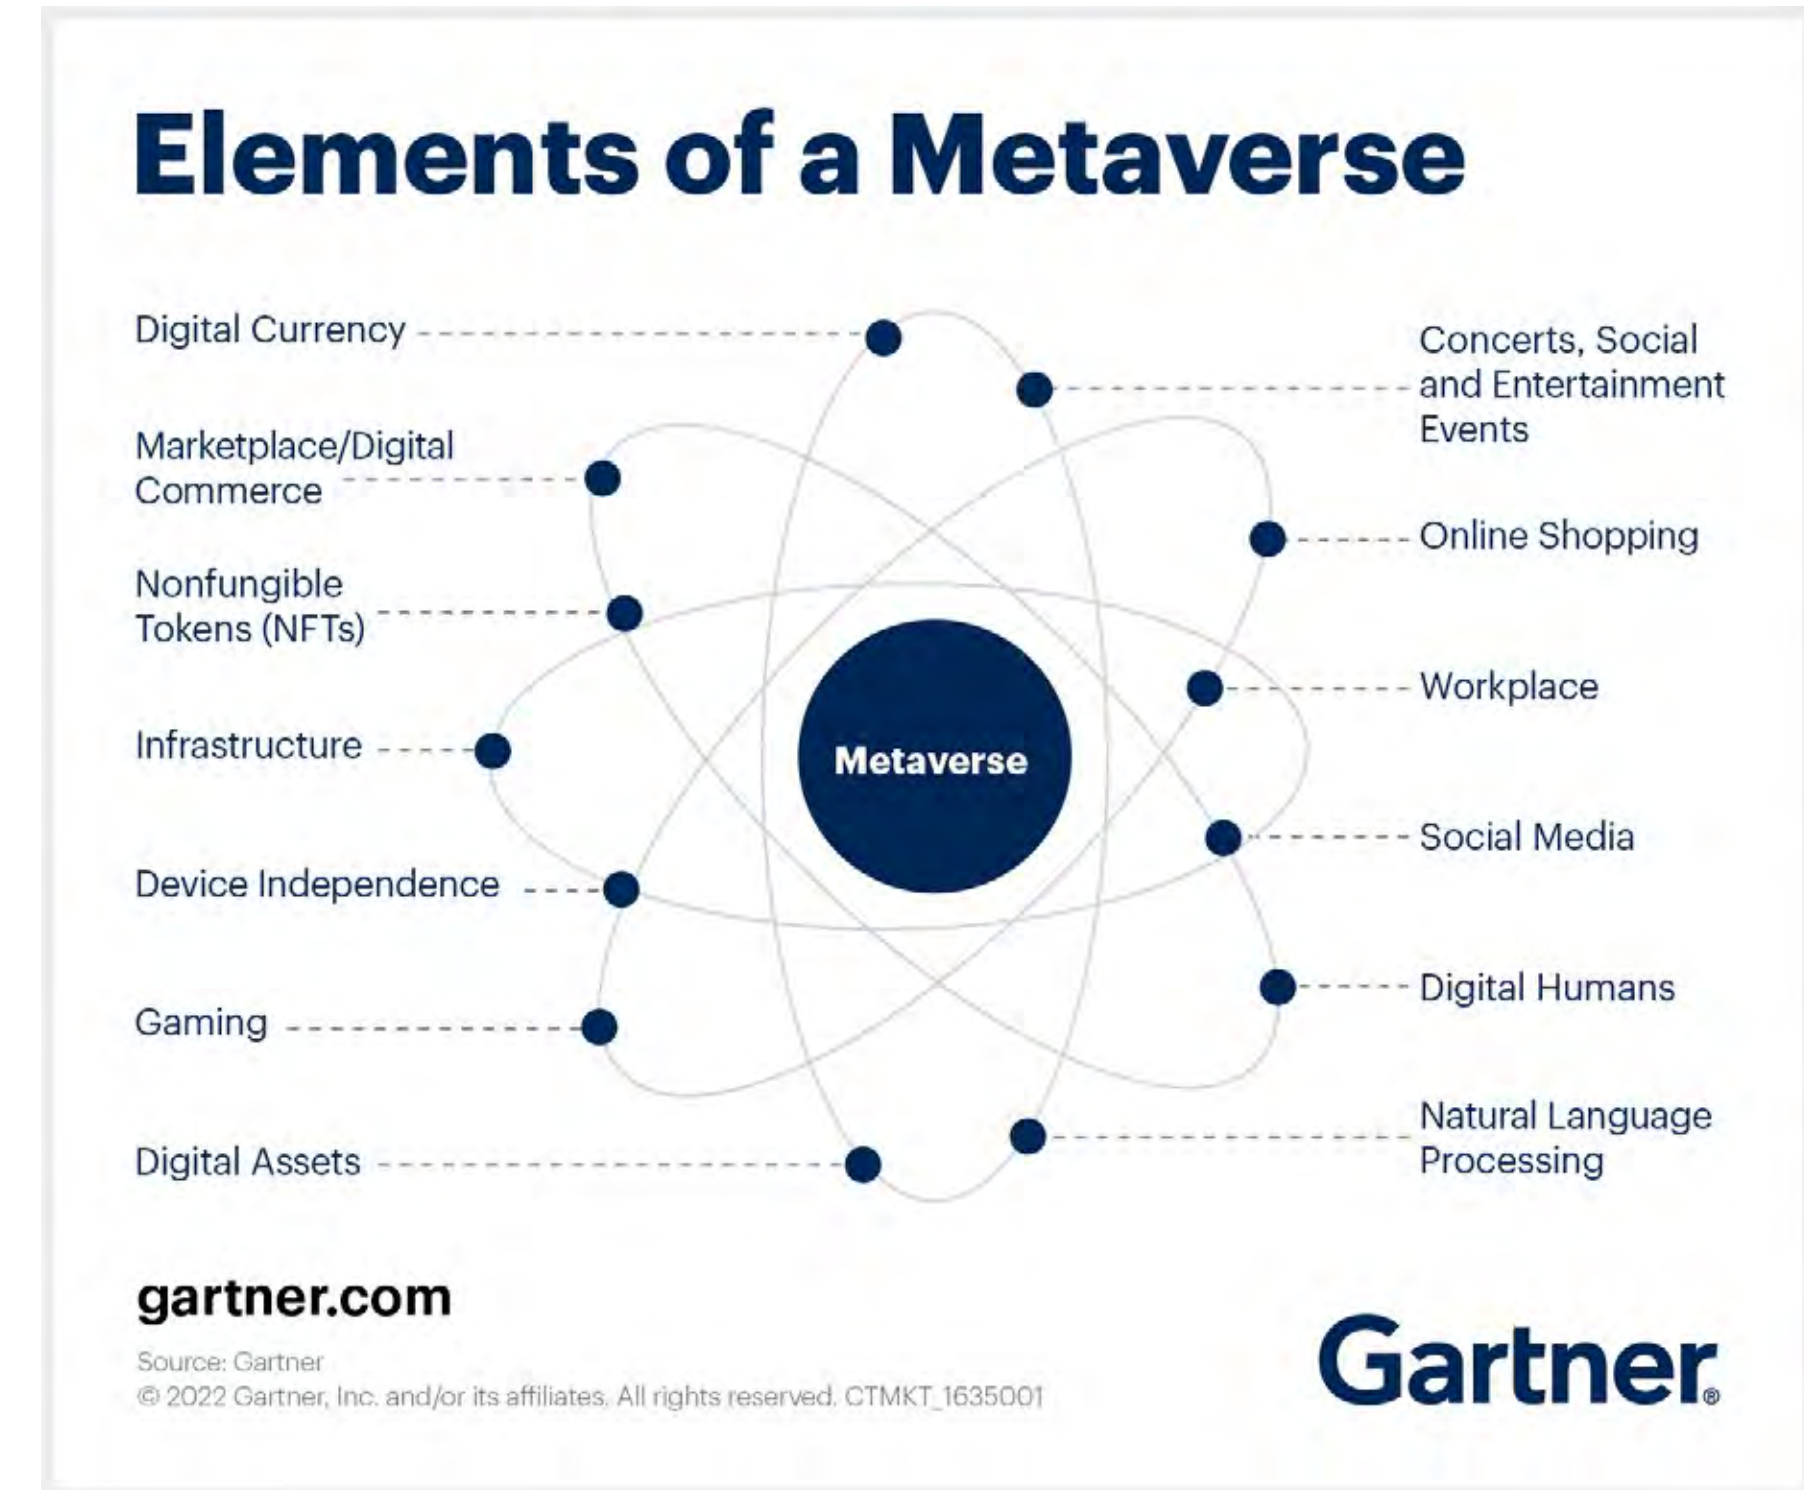 Elements of a Metaverse
Digital Currency
Marketplace/Digital
Commerce
Nonfungible
Tokens (NFTs)
Infrastructure
Device Independence
Gaming
Digital Assets
Metaverse
Concerts, Social
and Entertainment
Events
Online Shopping
Workplace
Social Media
Digital Humans
Natural Language
Processing
gartner.com
Source: Gartner
© 2022 Gartner, Inc. and/or its affiliates. All rights reserved. CTMKT_1635001
Gartner®